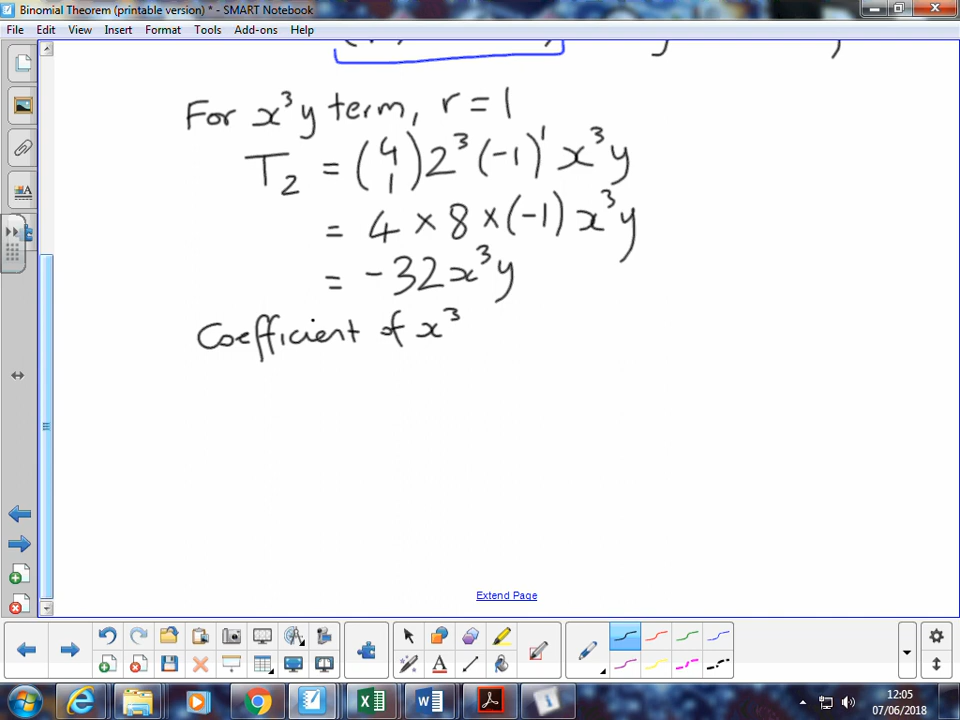 Binomial Theorem (printable version) * - SMART Notebook
File Edit View Insert Format Tools Add-ons Help
For x³y term, r = 1
T₂ = (4 1) 2³ (-1)¹ x³y
= 4 × 8 × (-1) x³y
= -32x³y
Coefficient of x³
Extend Page
12:05
07/06/2018